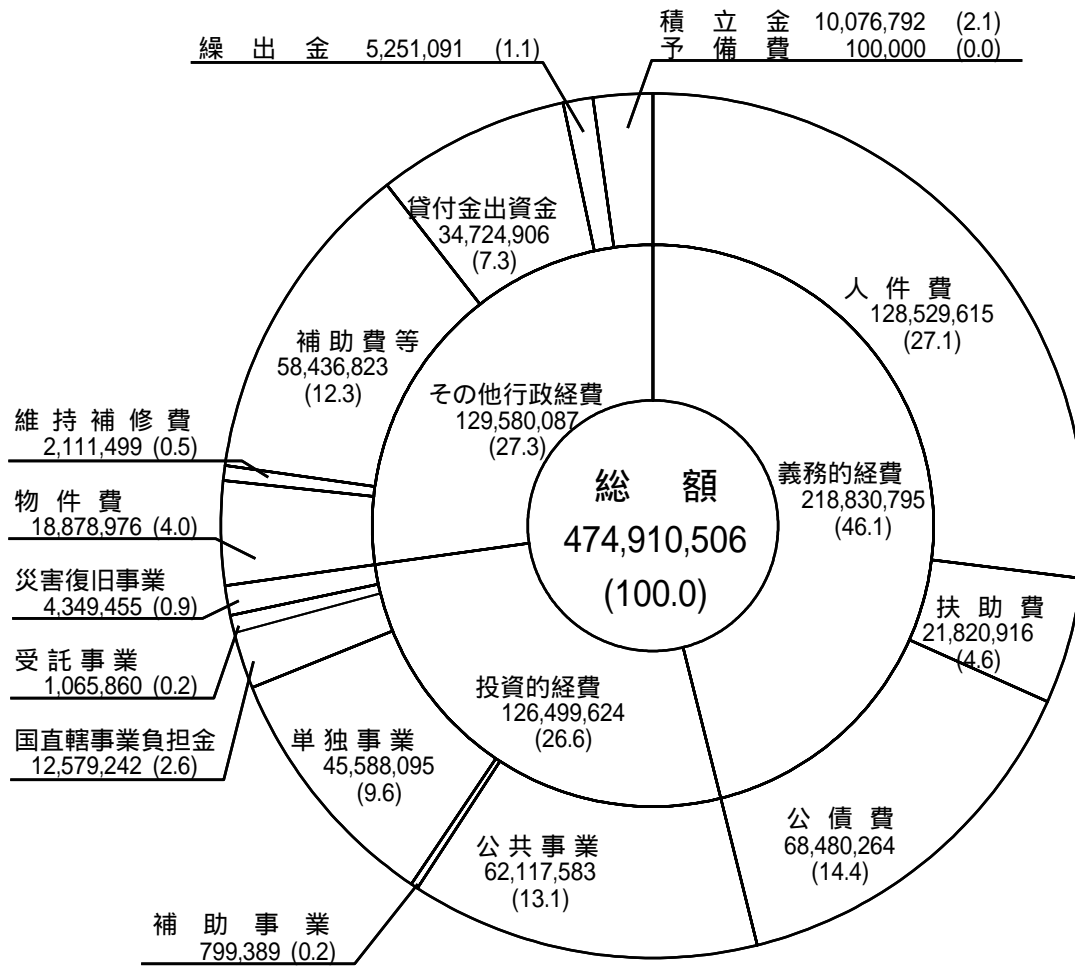 積立金 10,076,792 (2.1)
予備費 100,000 (0.0)
繰出金 5,251,091 (1.1)
貸付金出資金
34,724,906
(7.3)
人件費
128,529,615
(27.1)
補助費等
58,436,823
(12.3)
その他行政経費
129,580,087
(27.3)
維持補修費
2,111,499 (0.5)
総額
474,910,506
(100.0)
義務的経費
218,830,795
(46.1)
物件費
18,878,976 (4.0)
災害復旧事業
4,349,455 (0.9)
扶助費
21,820,916
(4.6)
受託事業
1,065,860 (0.2)
投資的経費
126,499,624
(26.6)
国直轄事業負担金
12,579,242 (2.6)
単独事業
45,588,095
(9.6)
公債費
68,480,264
(14.4)
公共事業
62,117,583
(13.1)
補助事業
799,389 (0.2)